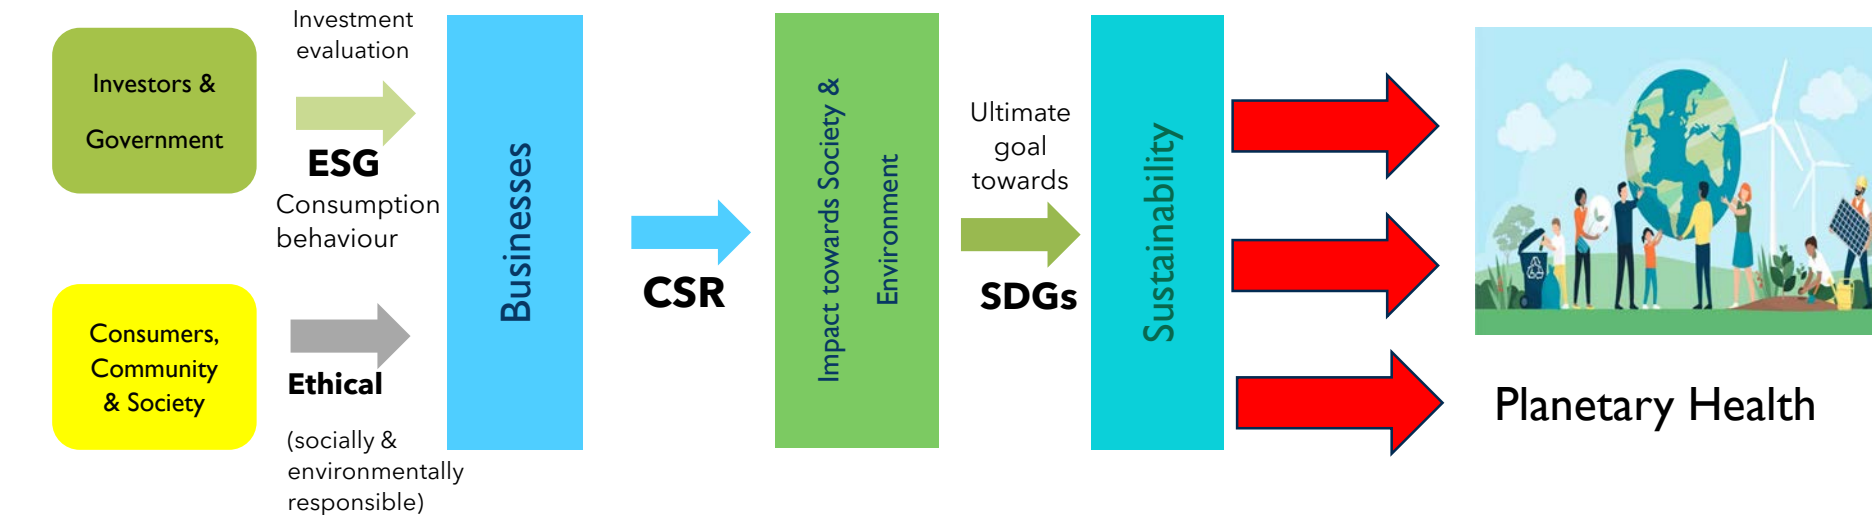 Investors &
Government
Investment
evaluation
ESG
Consumption
behaviour
Consumers,
Community
& Society
Ethical
(socially &
environmentally
responsible)
Businesses
CSR
Impact towards Society &
Environment
Ultimate
goal
towards
SDGs
Sustainability
Planetary Health